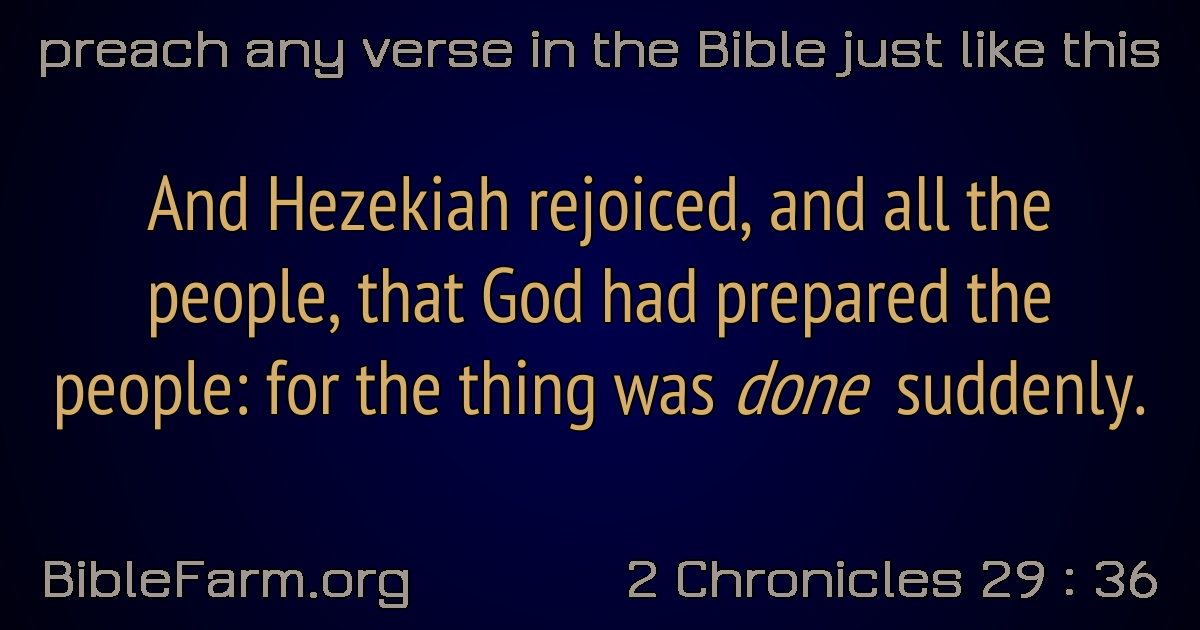 preach any verse in the Bible just like this
And Hezekiah rejoiced, and all the
people, that God had prepared the
people: for the thing was done suddenly.
BibleFarm.org
2 Chronicles 29 : 36